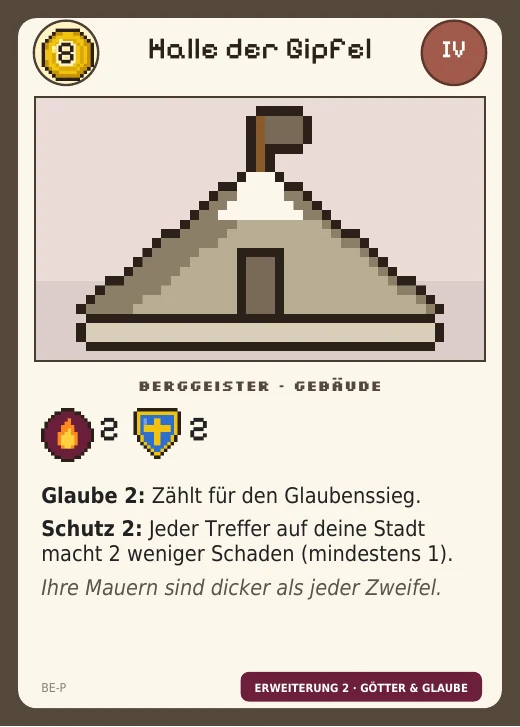 8
Halle der Gipfel
IV
BERGGEISTER - GEBÄUDE
2 2
Glaube 2: Zählt für den Glaubenssieg.
Schutz 2: Jeder Treffer auf deine Stadt
macht 2 weniger Schaden (mindestens 1).
Ihre Mauern sind dicker als jeder Zweifel.
BE-P
ERWEITERUNG 2 · GÖTTER & GLAUBE